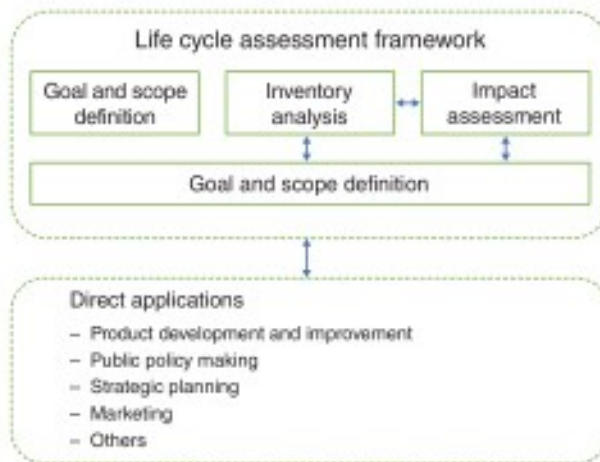 Life cycle assessment framework
Goal and scope
definition
Inventory
analysis
Impact
assessment
Goal and scope definition
Direct applications
– Product development and improvement
– Public policy making
– Strategic planning
– Marketing
– Others